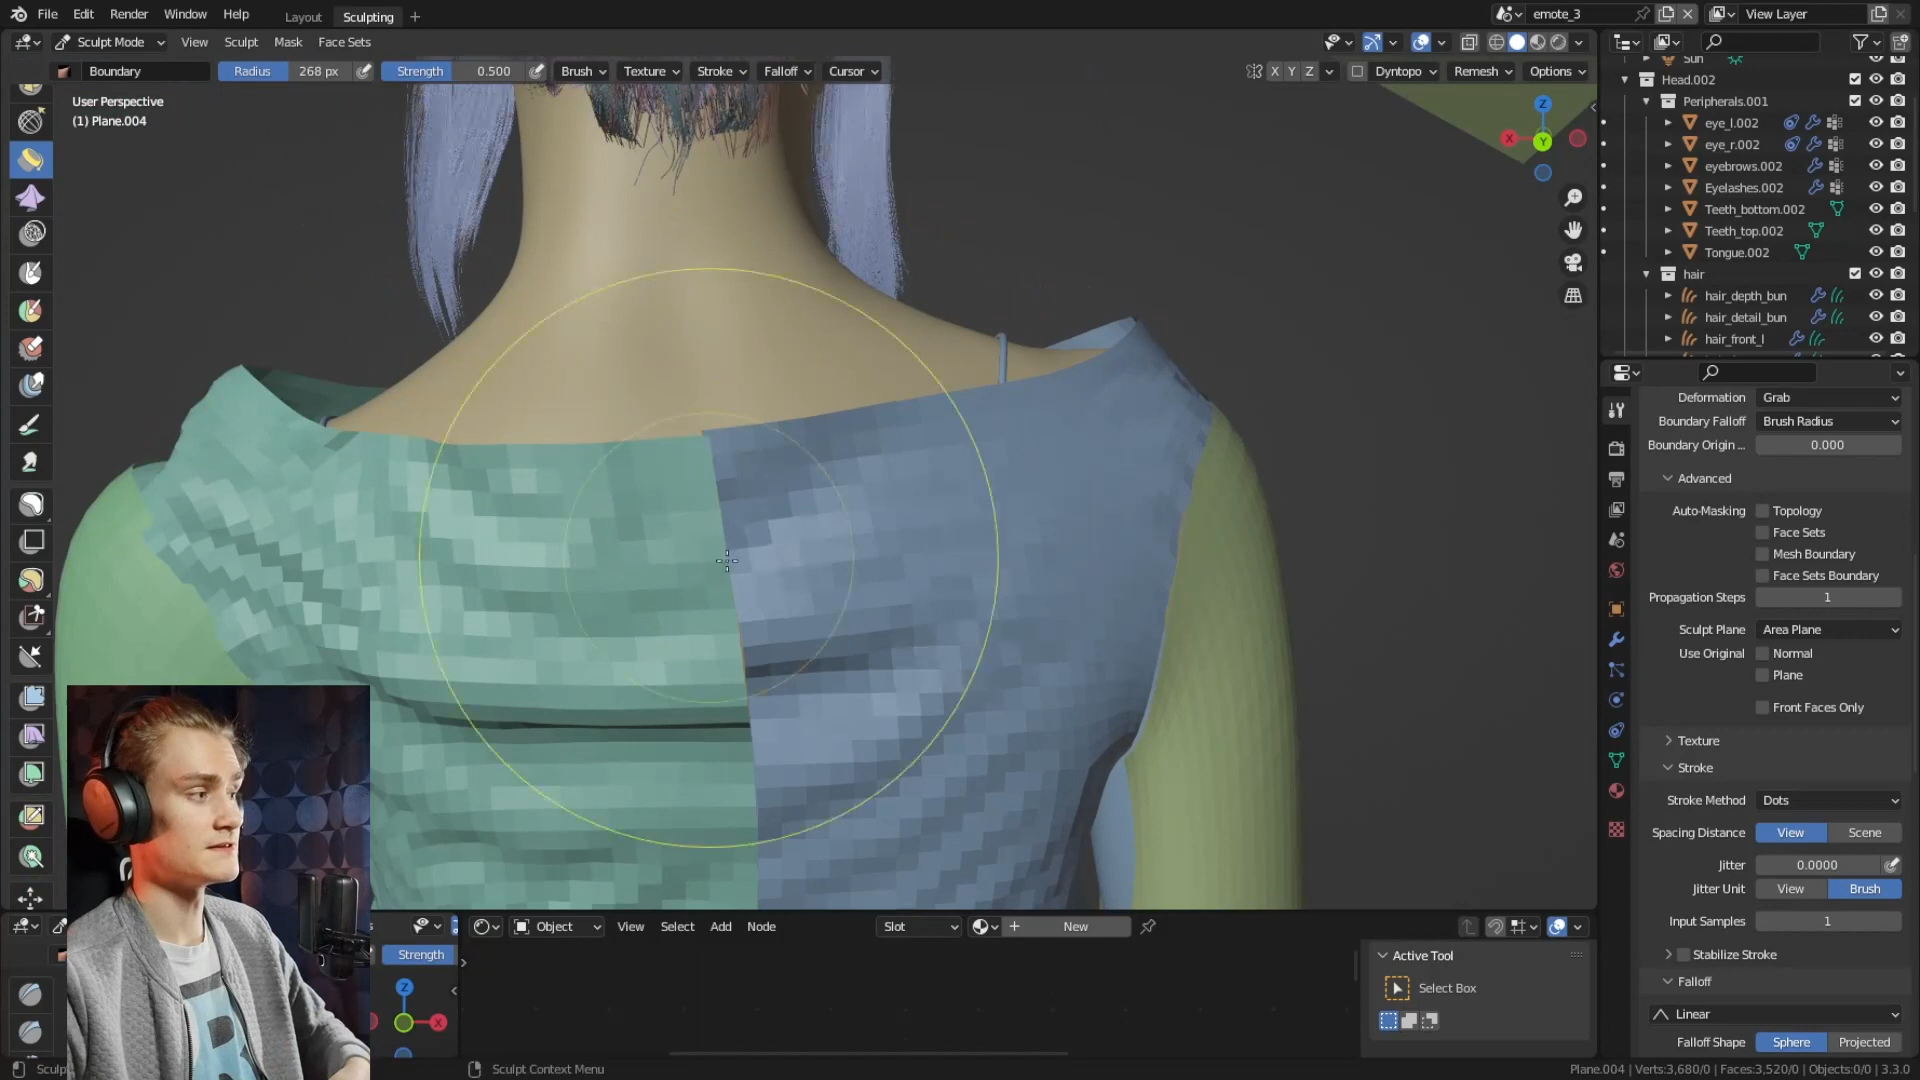 File Edit Render Window Help Layout Sculpting + emote_3 View Layer
Sculpt Mode View Sculpt Mask Face Sets
Boundary Radius 268 px Strength 0.500 Brush Texture Stroke Falloff Cursor X Y Z Dyntopo Remesh Options
User Perspective
(1) Plane.004
Z
X
Y
Sun
Head.002
Peripherals.001
eye_l.002
eye_r.002
eyebrows.002
Eyelashes.002
Teeth_bottom.002
Teeth_top.002
Tongue.002
hair
hair_depth_bun
hair_detail_bun
hair_front_l
Deformation Grab
Boundary Falloff Brush Radius
Boundary Origin ... 0.000
Advanced
Auto-Masking Topology
Face Sets
Mesh Boundary
Face Sets Boundary
Propagation Steps 1
Sculpt Plane Area Plane
Use Original Normal
Plane
Front Faces Only
Texture
Stroke
Stroke Method Dots
Spacing Distance View Scene
Jitter 0.0000
Jitter Unit View Brush
Input Samples 1
Stabilize Stroke
Falloff
Linear
Falloff Shape Sphere Projected
Object View Select Add Node Slot New
Strength
Z
X
Active Tool
Select Box
Sculpt Context Menu
Plane.004 | Verts:3,680/0 | Faces:3,520/0 | Objects:0/0 | 3.3.0